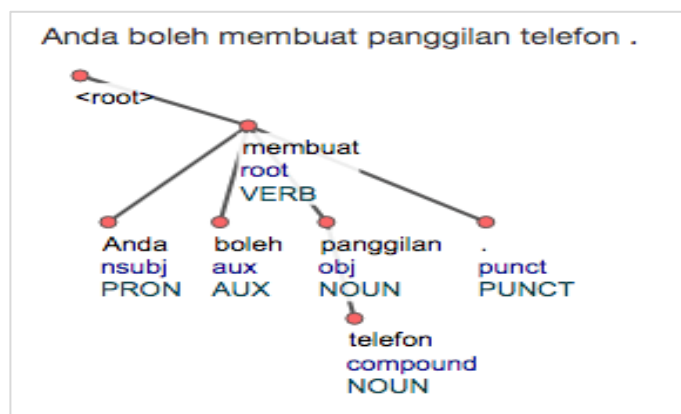 Anda boleh membuat panggilan telefon .
<root>
membuat
root
VERB
Anda boleh panggilan .
nsubj aux obj punct
PRON AUX NOUN PUNCT
telefon
compound
NOUN